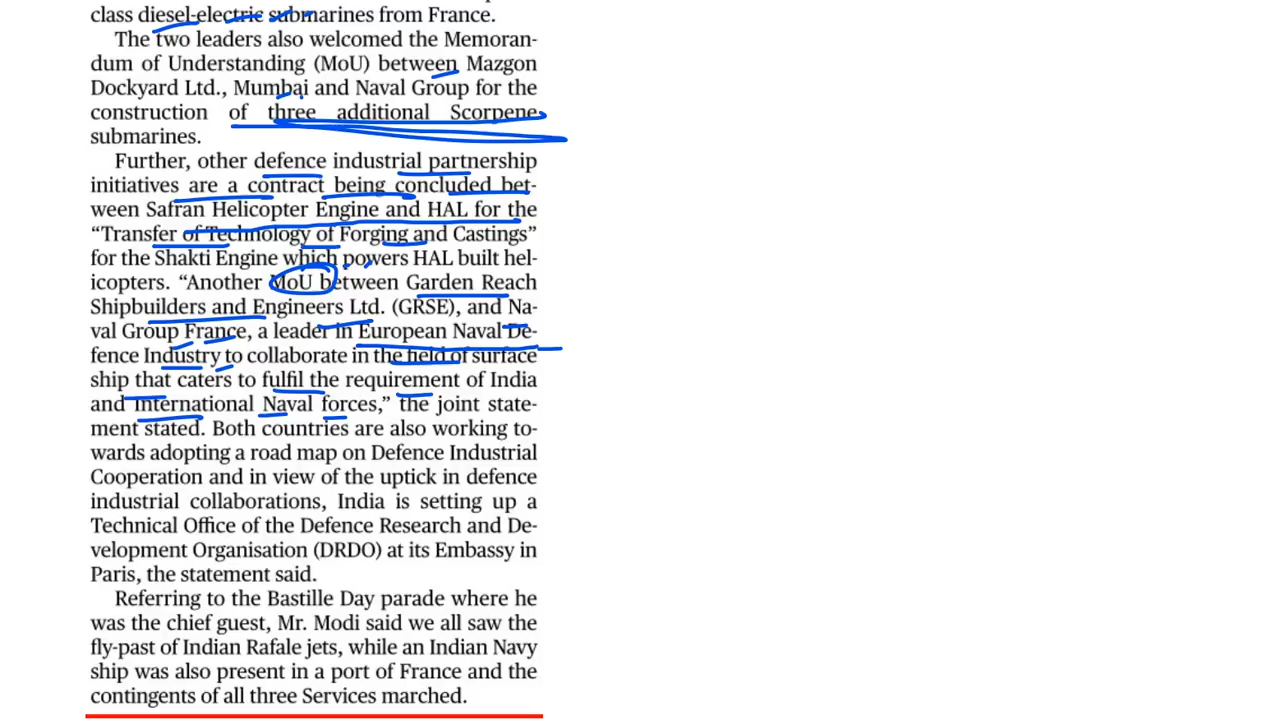 class diesel-electric submarines from France.
The two leaders also welcomed the Memoran-
dum of Understanding (MoU) between Mazgon
Dockyard Ltd., Mumbai and Naval Group for the
construction of three additional Scorpene
submarines.
Further, other defence industrial partnership
initiatives are a contract being concluded bet-
ween Safran Helicopter Engine and HAL for the
“Transfer of Technology of Forging and Castings”
for the Shakti Engine which powers HAL built hel-
icopters. “Another MoU between Garden Reach
Shipbuilders and Engineers Ltd. (GRSE), and Na-
val Group France, a leader in European Naval De-
fence Industry to collaborate in the field of surface
ship that caters to fulfil the requirement of India
and International Naval forces,” the joint state-
ment stated. Both countries are also working to-
wards adopting a road map on Defence Industrial
Cooperation and in view of the uptick in defence
industrial collaborations, India is setting up a
Technical Office of the Defence Research and De-
velopment Organisation (DRDO) at its Embassy in
Paris, the statement said.
Referring to the Bastille Day parade where he
was the chief guest, Mr. Modi said we all saw the
fly-past of Indian Rafale jets, while an Indian Navy
ship was also present in a port of France and the
contingents of all three Services marched.